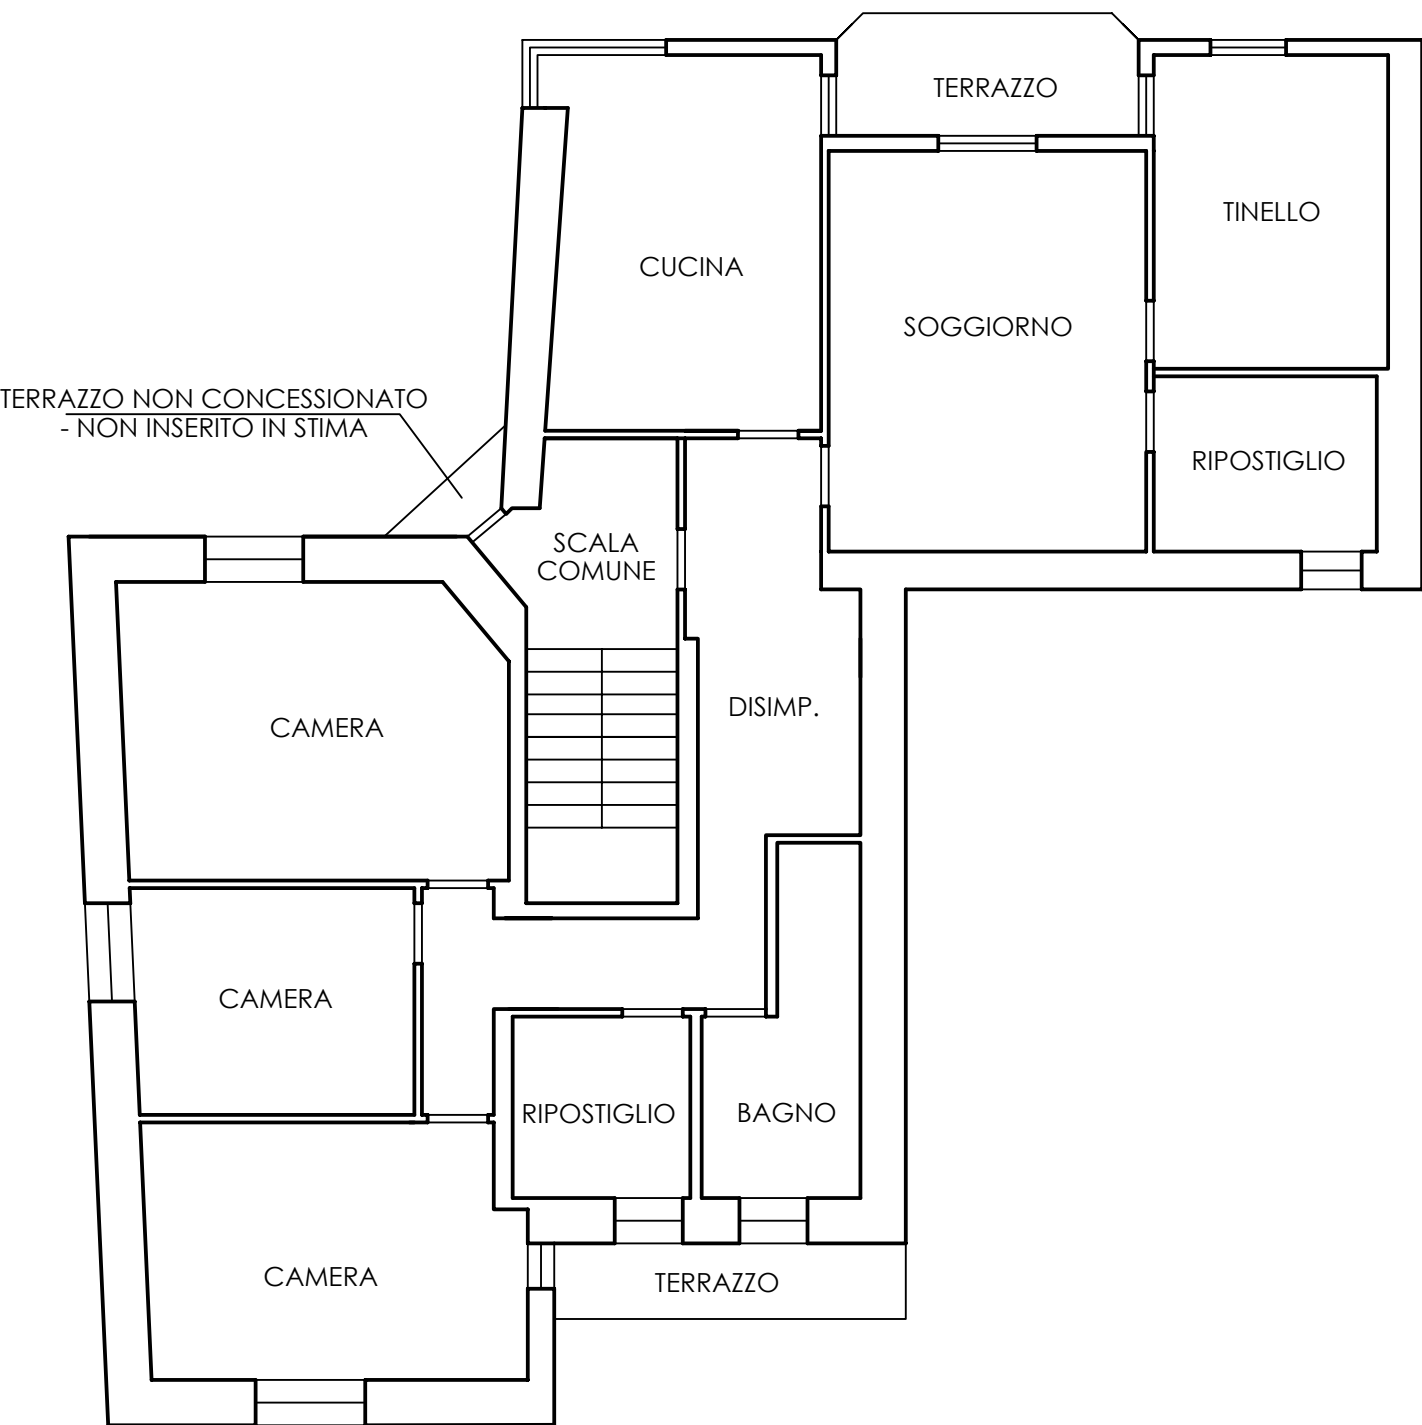 TERRAZZO
TINELLO
CUCINA
SOGGIORNO
TERRAZZO NON CONCESSIONATO
- NON INSERITO IN STIMA
RIPOSTIGLIO
SCALA
COMUNE
DISIMP.
CAMERA
CAMERA
RIPOSTIGLIO
BAGNO
CAMERA
TERRAZZO